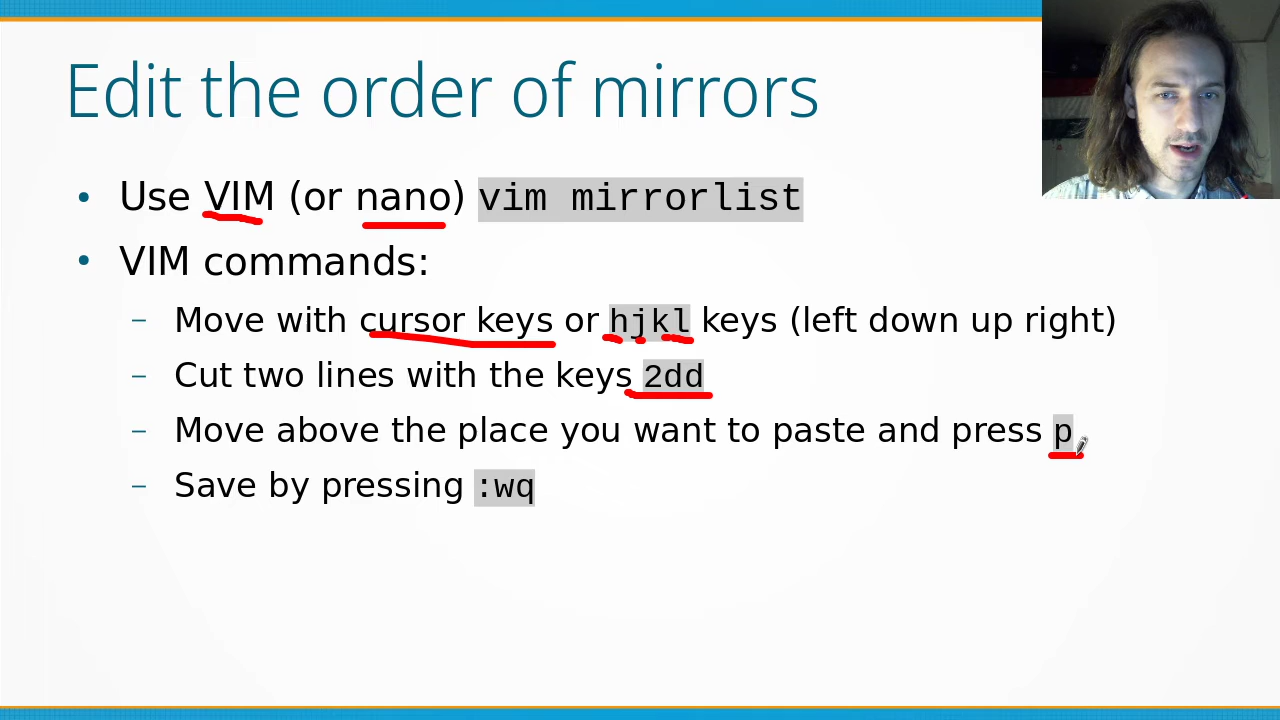 Edit the order of mirrors
• Use VIM (or nano) vim mirrorlist
• VIM commands:
– Move with cursor keys or hjkl keys (left down up right)
– Cut two lines with the keys 2dd
– Move above the place you want to paste and press p
– Save by pressing :wq